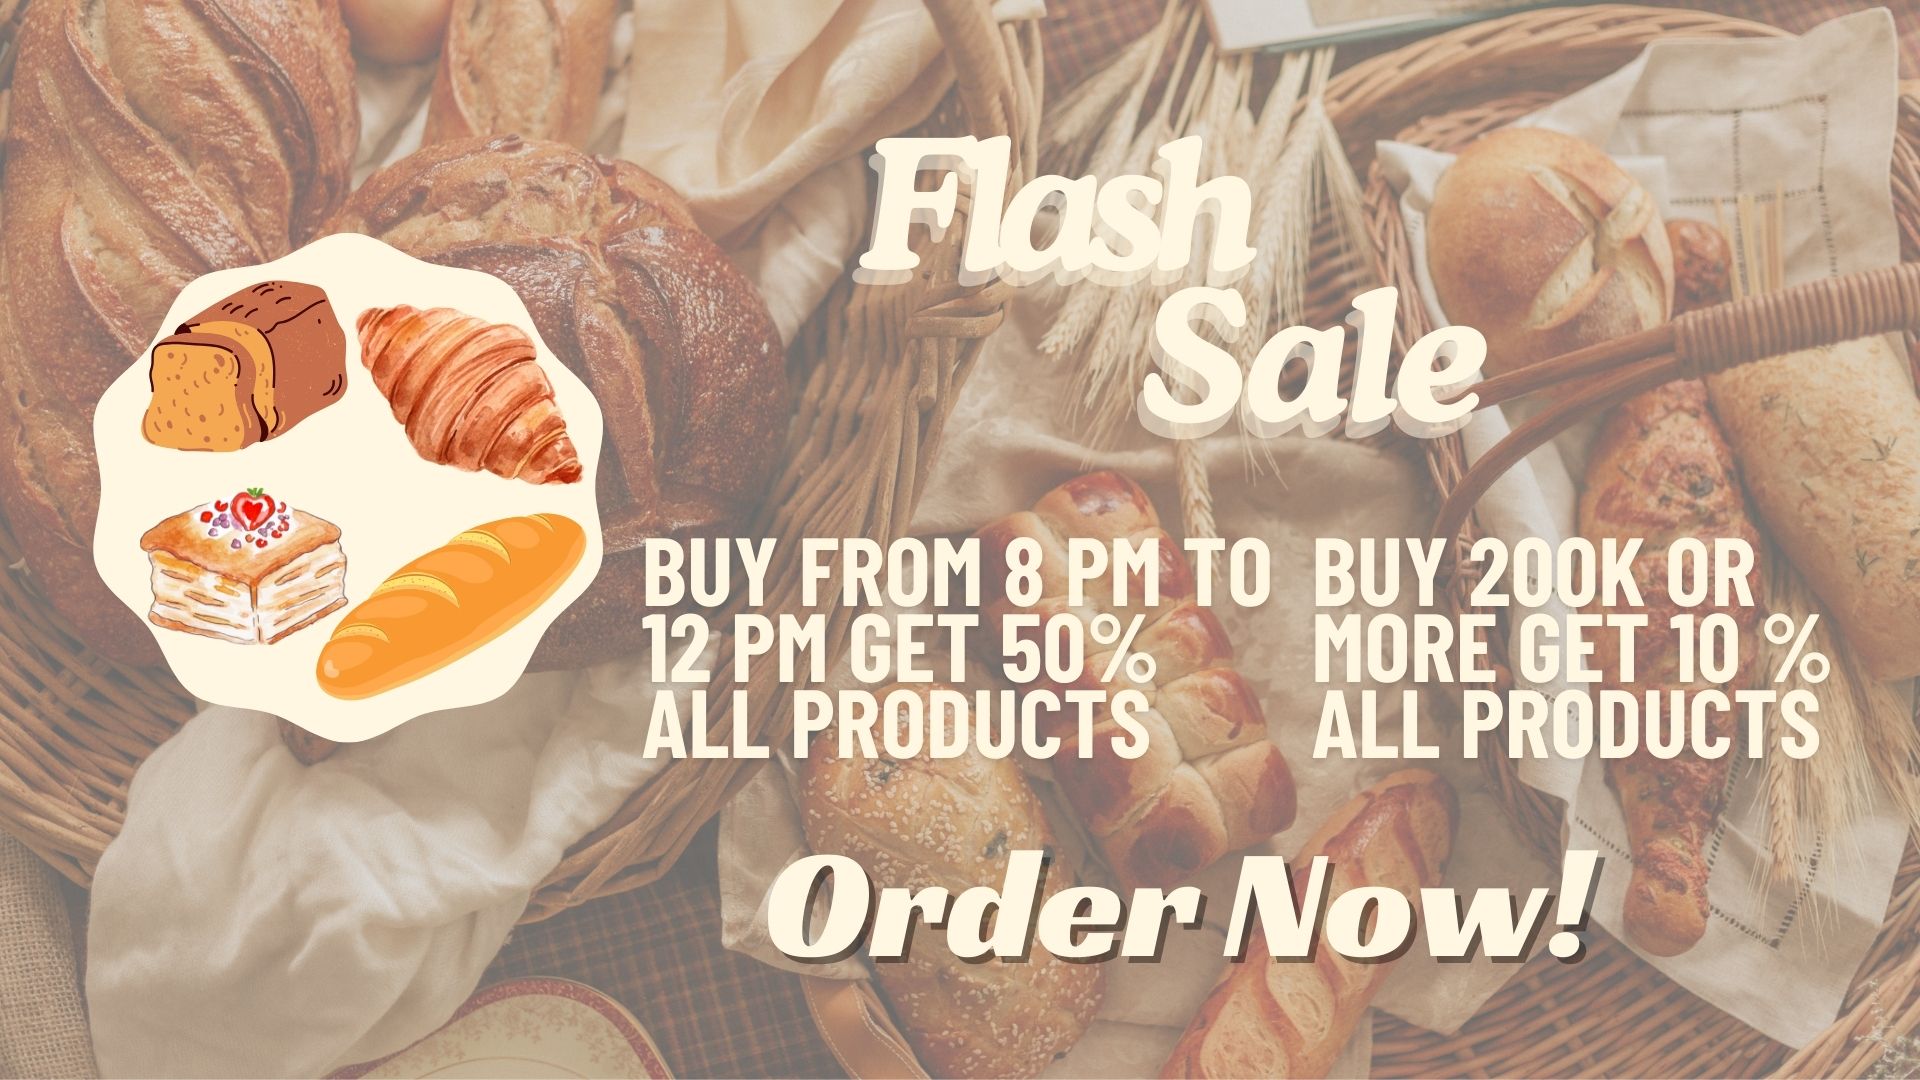 Flash
Sale
BUY FROM 8 PM TO
12 PM GET 50%
ALL PRODUCTS
BUY 200K OR
MORE GET 10 %
ALL PRODUCTS
Order Now!